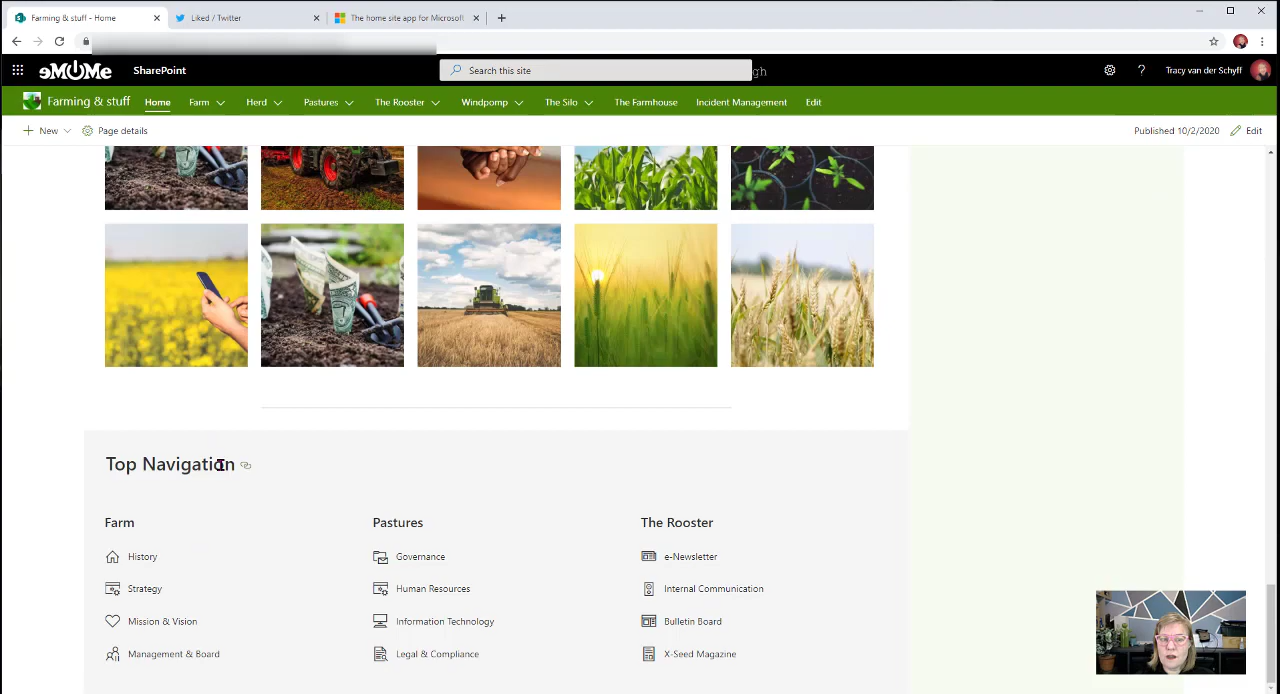 Farming & stuff - Home
Liked / Twitter
The home site app for Microsoft
eMOMe
SharePoint
Search this site
gh
Tracy van der Schyff
Farming & stuff
Home
Farm
Herd
Pastures
The Rooster
Windpomp
The Silo
The Farmhouse
Incident Management
Edit
New
Page details
Published 10/2/2020
Edit
Top Navigation
Farm
Pastures
The Rooster
History
Governance
e-Newsletter
Strategy
Human Resources
Internal Communication
Mission & Vision
Information Technology
Bulletin Board
Management & Board
Legal & Compliance
X-Seed Magazine